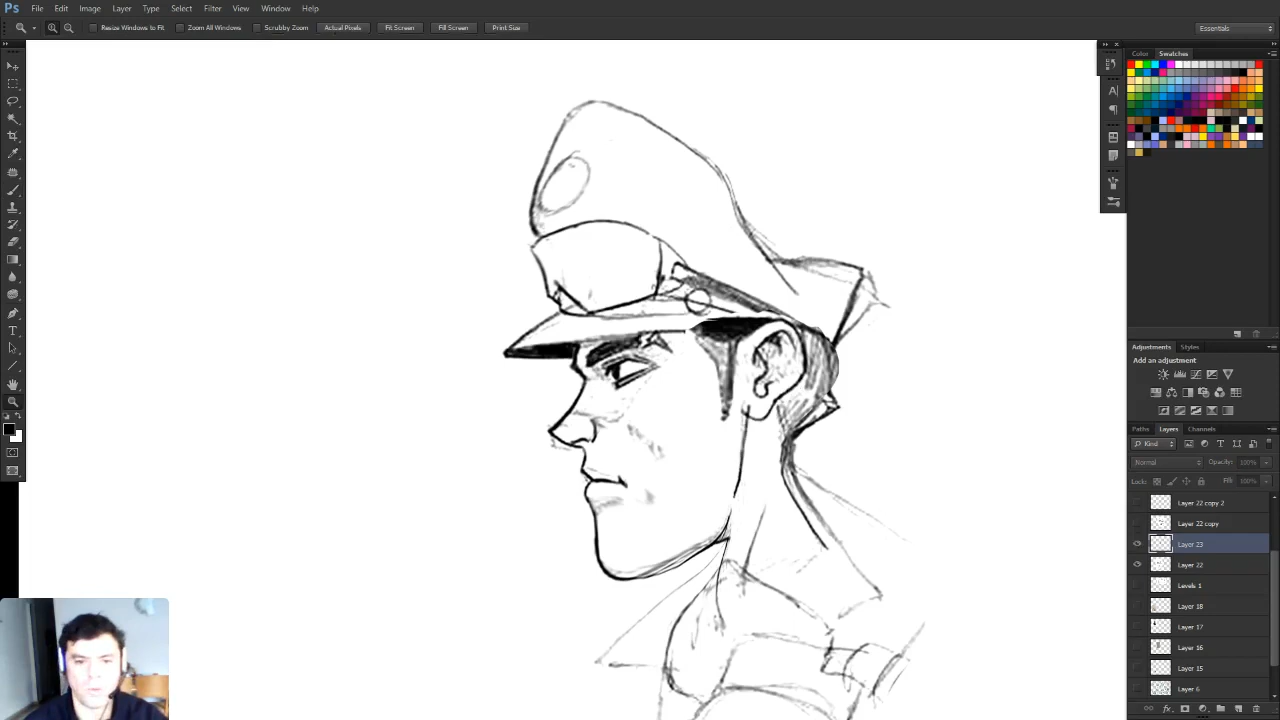 Ps File Edit Image Layer Type Select Filter View Window Help
Resize Windows to Fit Zoom All Windows Scrubby Zoom Actual Pixels Fit Screen Fill Screen Print Size Essentials
Color Swatches
Adjustments Styles
Add an adjustment
Paths Layers Channels
Kind
Normal Opacity: 100%
Lock: Fill: 100%
Layer 22 copy 2
Layer 22 copy
Layer 23
Layer 22
Levels 1
Layer 18
Layer 17
Layer 16
Layer 15
Layer 6